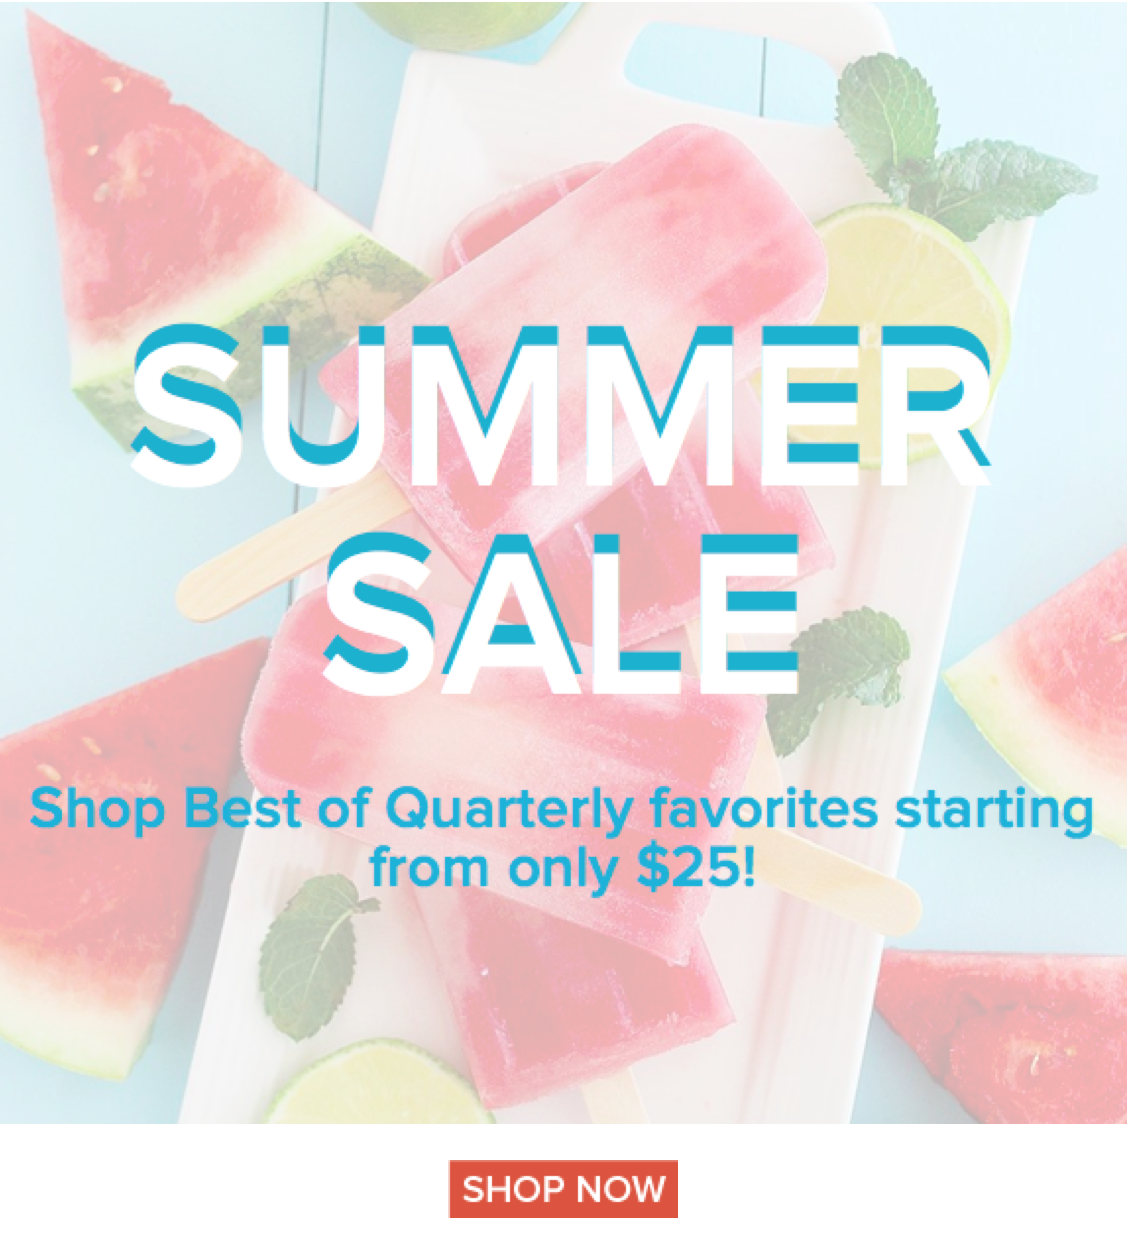 SUMMER
SALE
Shop Best of Quarterly favorites starting
from only $25!
SHOP NOW